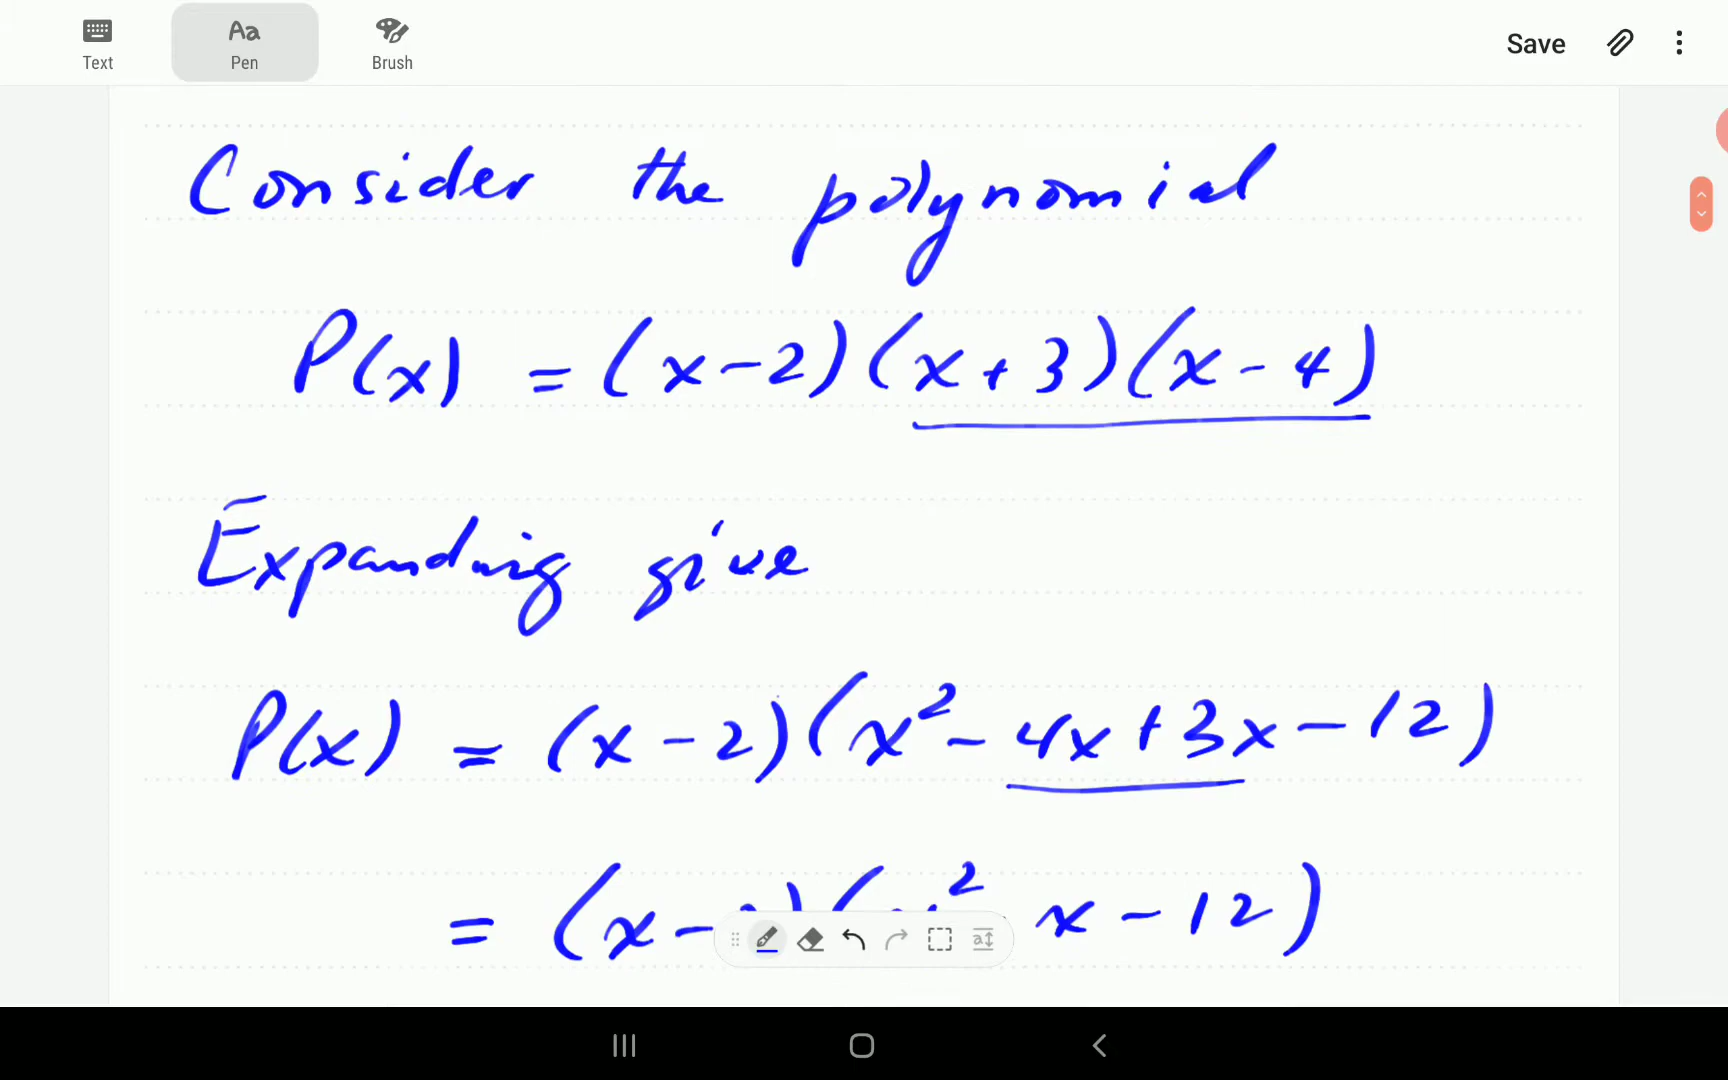 Text Pen Brush Save
Consider the polynomial
P(x) = (x-2)(x+3)(x-4)
Expanding give
P(x) = (x-2)(x²-4x+3x-12)
= (x- x-12)